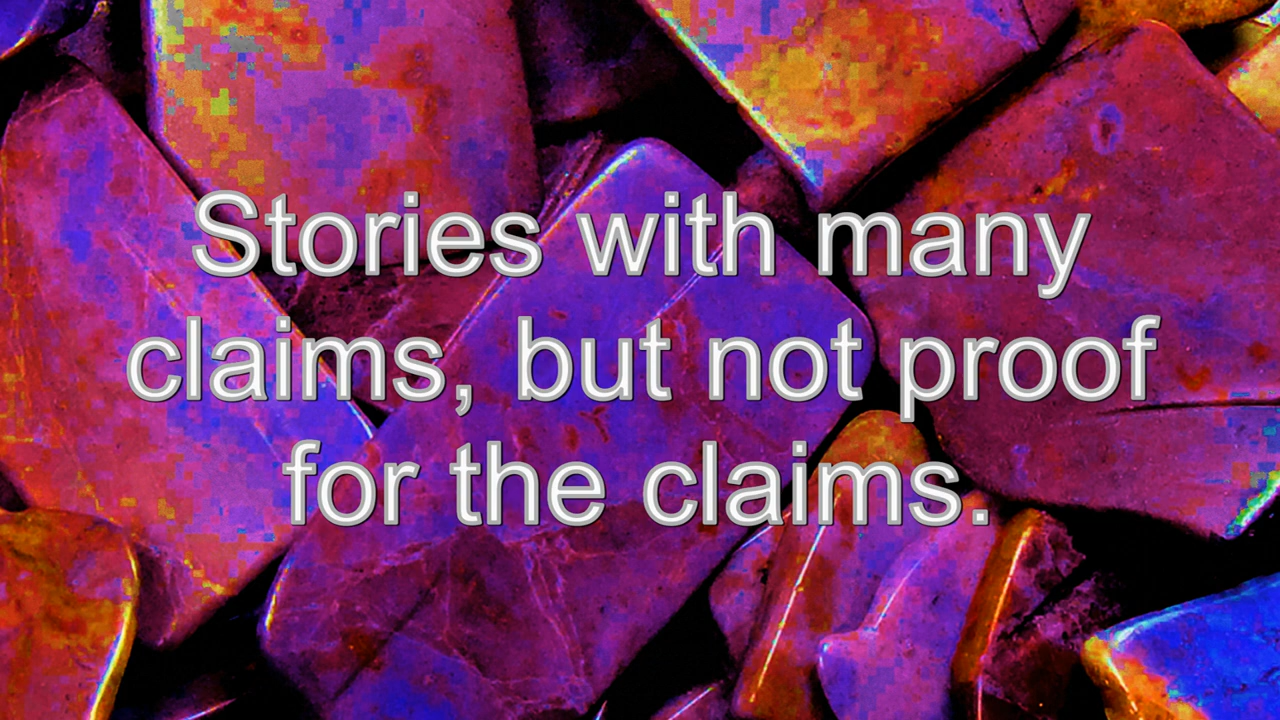 Stories with many
claims, but not proof
for the claims.